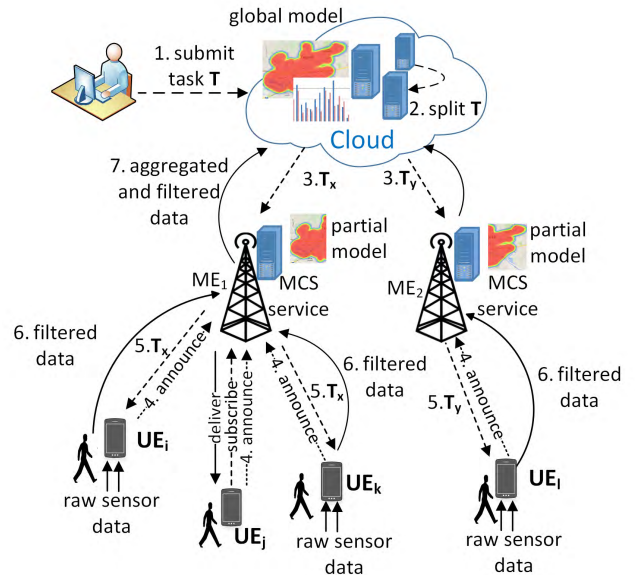 global model
1. submit
task T
2. split T
Cloud
7. aggregated
and filtered
data
3.Tx
3.Ty
partial
model
partial
model
ME1
MCS
service
ME2
MCS
service
6. filtered
data
5.Tx
4. announce
deliver
subscribe
4. announce
4. announce
5.Tx
6. filtered
data
5.Ty
4. announce
6. filtered
data
UEi
raw sensor
data
UEj
UEk
raw sensor
data
UEl
raw sensor
data